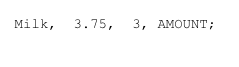 Milk, 3.75, 3, AMOUNT;